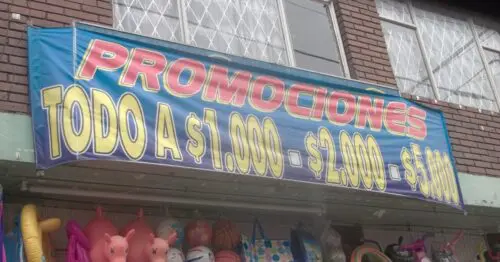 PROMOCIONES
TODO A $1.000 - $2.000 - $5.000